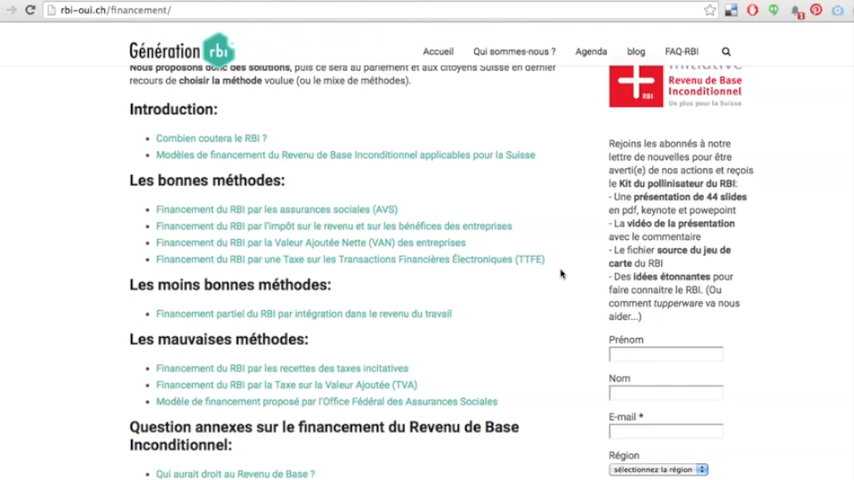 rbi-oui.ch/financement/
Génération rbi
Accueil Qui sommes-nous ? Agenda blog FAQ-RBI
Nous proposons donc des solutions, puis ce sera au parlement et aux citoyens Suisse en dernier
recours de choisir la méthode voulue (ou le mixe de méthodes).
Introduction:
Combien coutera le RBI ?
Modèles de financement du Revenu de Base Inconditionnel applicables pour la Suisse
Les bonnes méthodes:
Financement du RBI par les assurances sociales (AVS)
Financement du RBI par l'impôt sur le revenu et sur les bénéfices des entreprises
Financement du RBI par la Valeur Ajoutée Nette (VAN) des entreprises
Financement du RBI par une Taxe sur les Transactions Financières Électroniques (TTFE)
Les moins bonnes méthodes:
Financement partiel du RBI par intégration dans le revenu du travail
Les mauvaises méthodes:
Financement du RBI par les recettes des taxes incitatives
Financement du RBI par la Taxe sur la Valeur Ajoutée (TVA)
Modèle de financement proposé par l'Office Fédéral des Assurances Sociales
Question annexes sur le financement du Revenu de Base
Inconditionnel:
Qui aurait droit au Revenu de Base ?
Initiative
RBI
Revenu de Base
Inconditionnel
Un plus pour la Suisse
Rejoins les abonnés à notre
lettre de nouvelles pour être
averti(e) de nos actions et reçois
le Kit du pollinisateur du RBI:
- Une présentation de 44 slides
en pdf, keynote et powepoint
- La vidéo de la présentation
avec le commentaire
- Le fichier source du jeu de
carte du RBI
- Des idées étonnantes pour
faire connaitre le RBI. (Ou
comment tupperware va nous
aider...)
Prénom
Nom
E-mail *
Région
sélectionnez la région